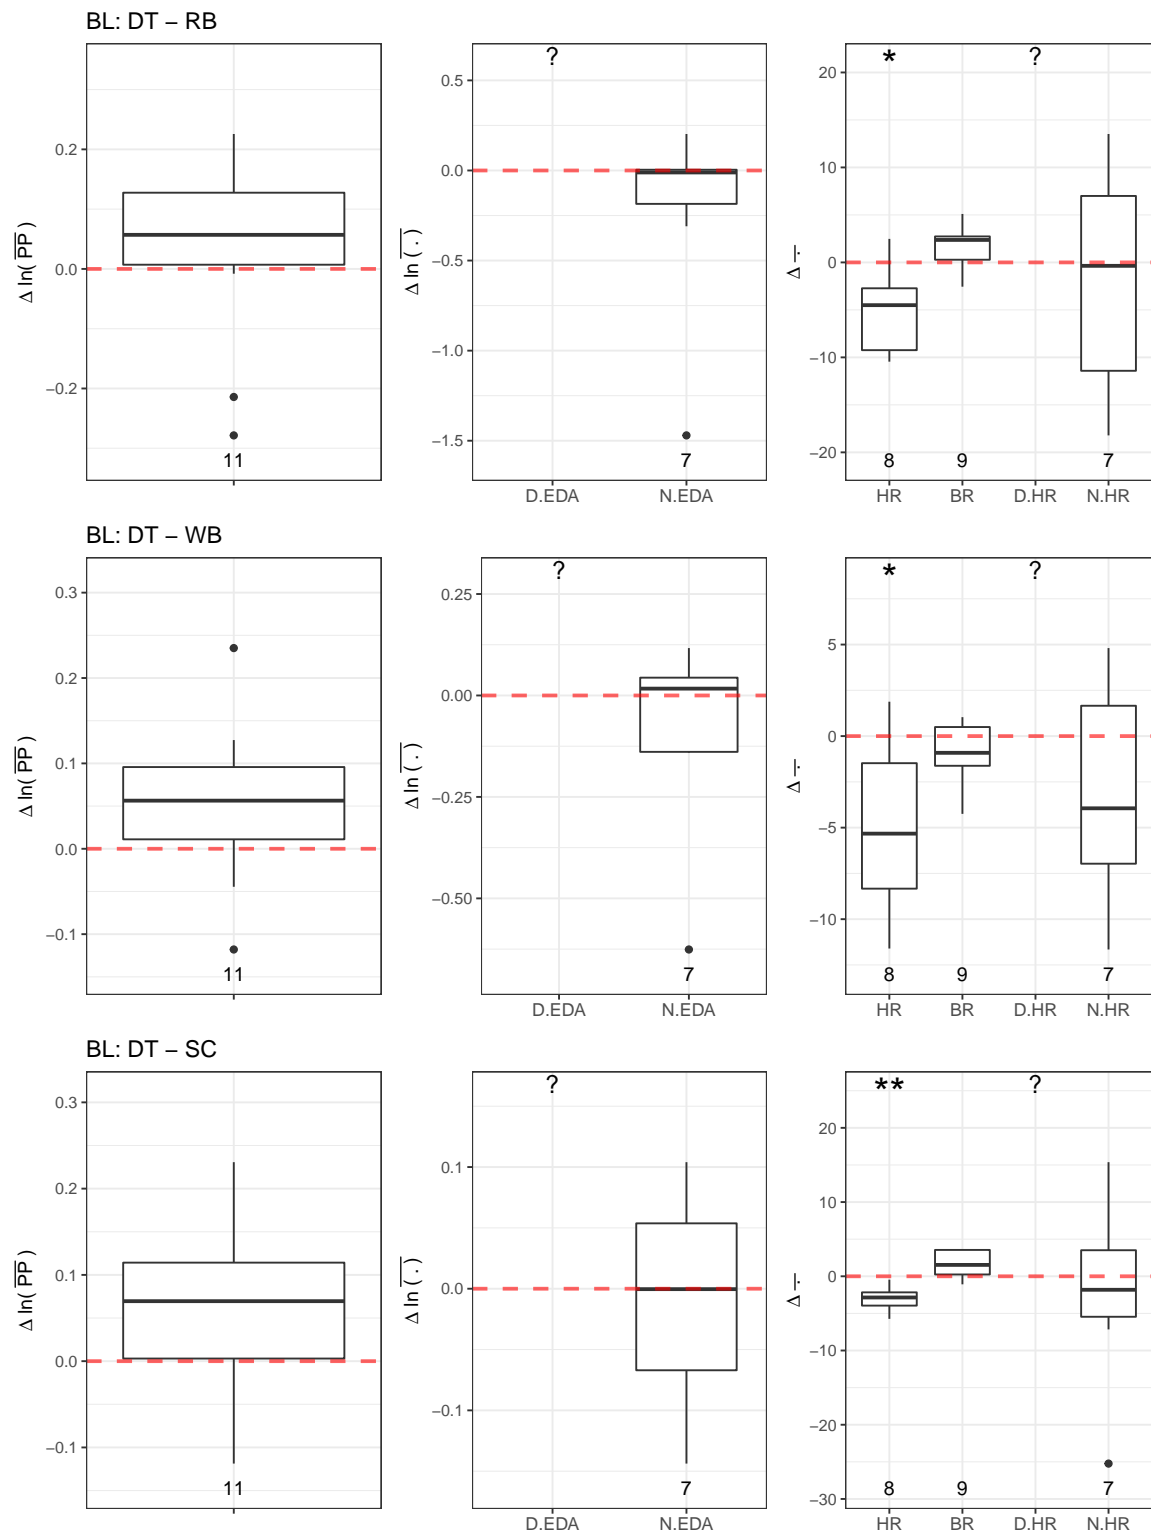 BL: DT − RB
Δ ln( PP )
0.2
0.0
−0.2
11
Δ ln ( . )
0.5
0.0
−0.5
−1.0
−1.5
?
7
D.EDA N.EDA
Δ .
20
10
0
−10
−20
* ?
8 9 7
HR BR D.HR N.HR
BL: DT − WB
Δ ln( PP )
0.3
0.2
0.1
0.0
−0.1
11
Δ ln ( . )
0.25
0.00
−0.25
−0.50
?
7
D.EDA N.EDA
Δ .
5
0
−5
−10
* ?
8 9 7
HR BR D.HR N.HR
BL: DT − SC
Δ ln( PP )
0.3
0.2
0.1
0.0
−0.1
11
Δ ln ( . )
0.1
0.0
−0.1
?
7
D.EDA N.EDA
Δ .
20
10
0
−10
−20
−30
** ?
8 9 7
HR BR D.HR N.HR